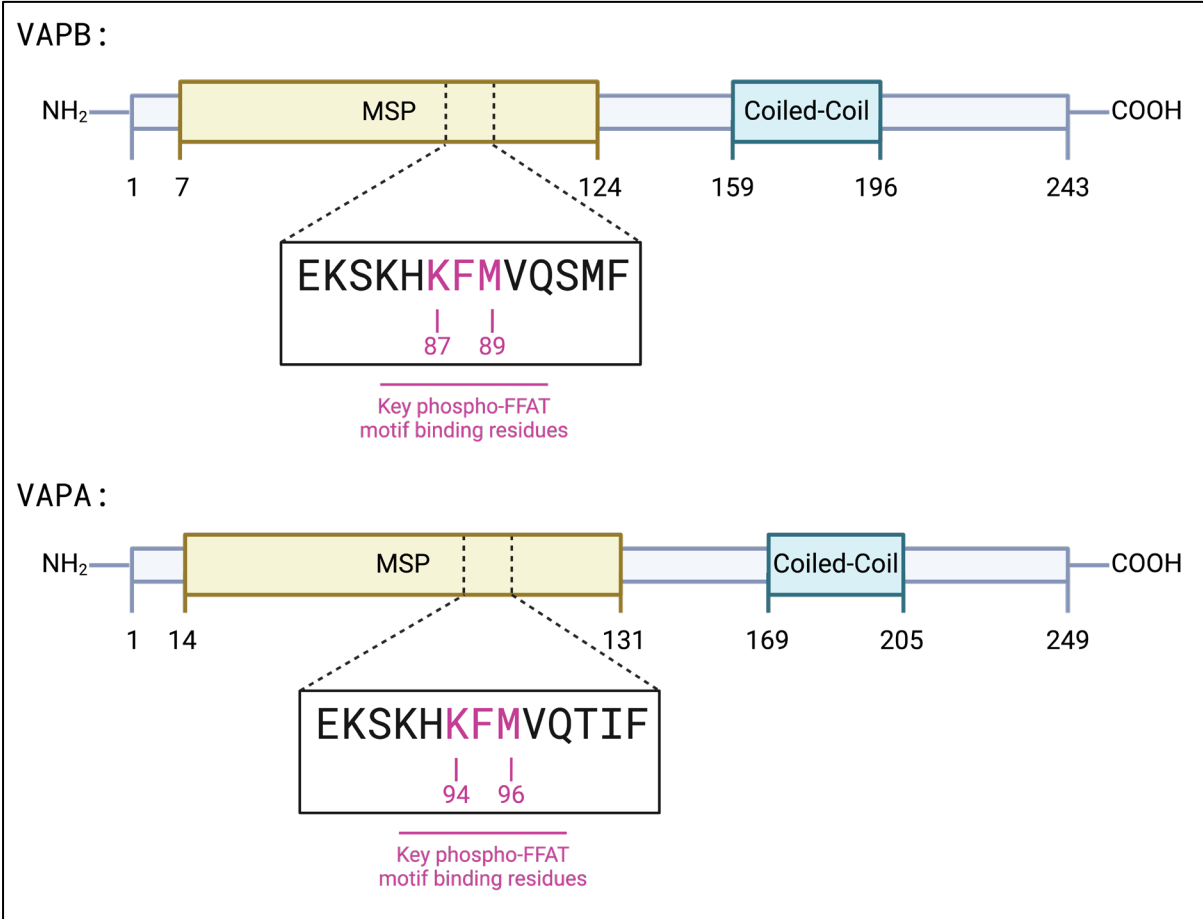 VAPB:
NH₂ MSP Coiled-Coil COOH
1 7 124 159 196 243
EKSKHKFMVQSMF
87 89
Key phospho-FFAT
motif binding residues
VAPA:
NH₂ MSP Coiled-Coil COOH
1 14 131 169 205 249
EKSKHKFMVQTIF
94 96
Key phospho-FFAT
motif binding residues